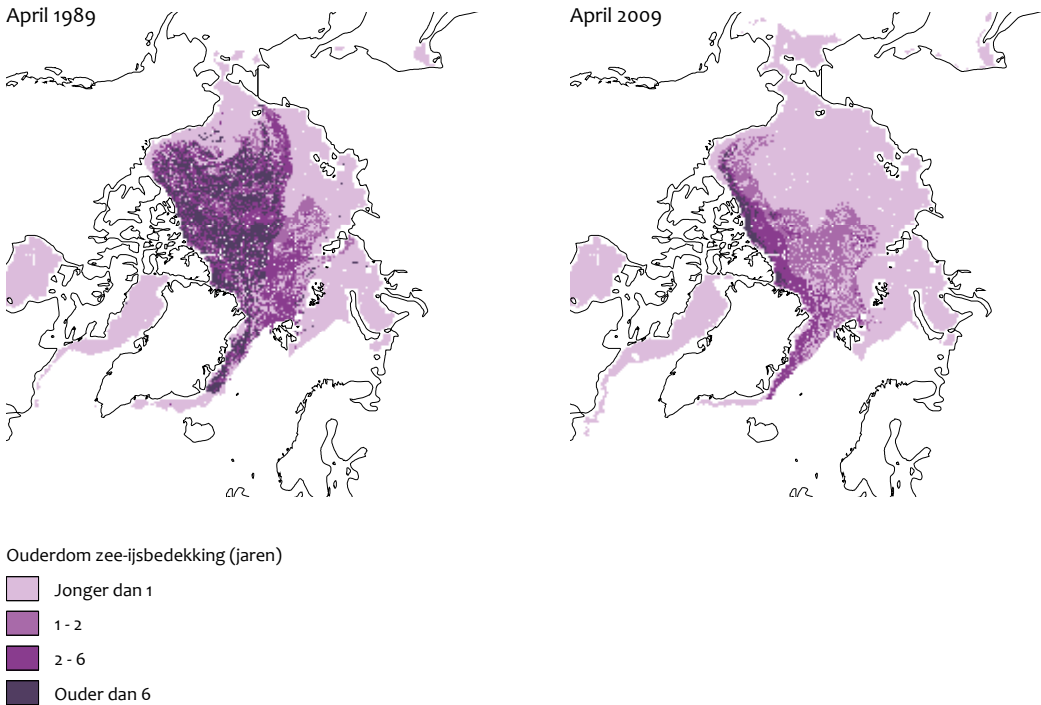 April 1989
April 2009
Ouderdom zee-ijsbedekking (jaren)
Jonger dan 1
1 - 2
2 - 6
Ouder dan 6